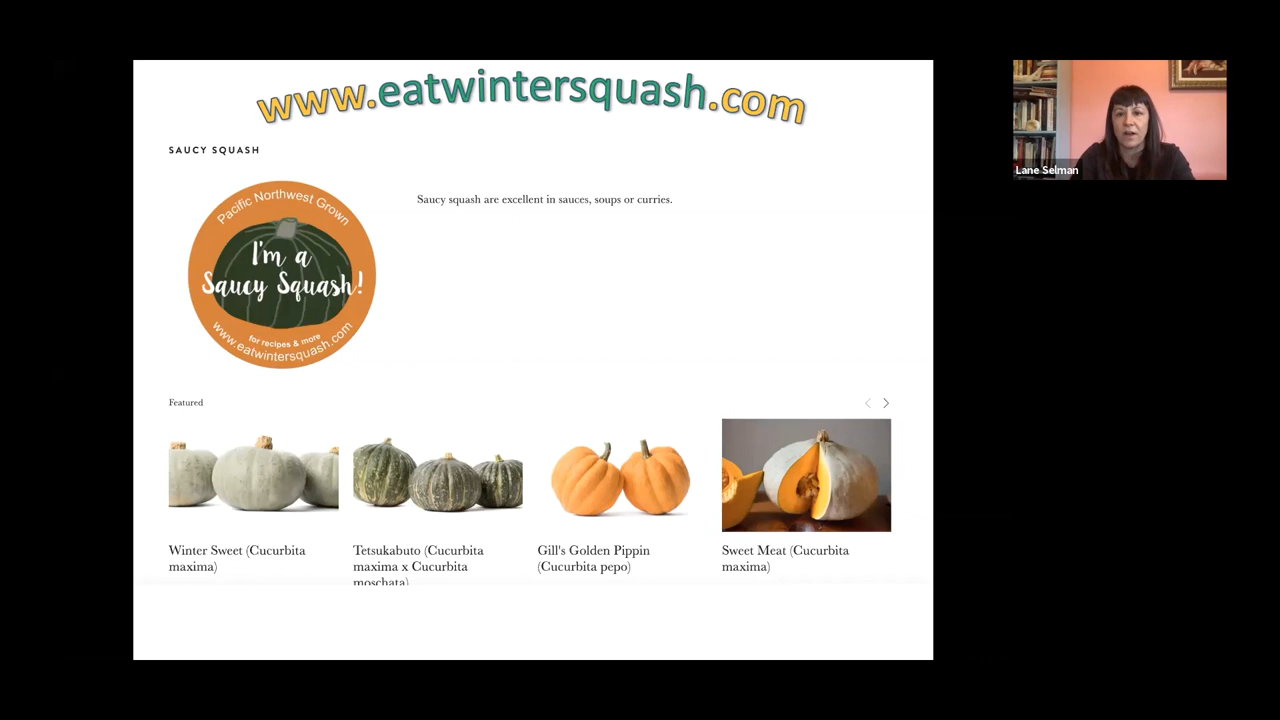 www.eatwintersquash.com
SAUCY SQUASH
Pacific Northwest Grown
I'm a
Saucy Squash!
for recipes & more
www.eatwintersquash.com
Saucy squash are excellent in sauces, soups or curries.
Featured
Winter Sweet (Cucurbita
maxima)
Tetsukabuto (Cucurbita
maxima x Cucurbita
moschata)
Gill's Golden Pippin
(Cucurbita pepo)
Sweet Meat (Cucurbita
maxima)
Lane Selman